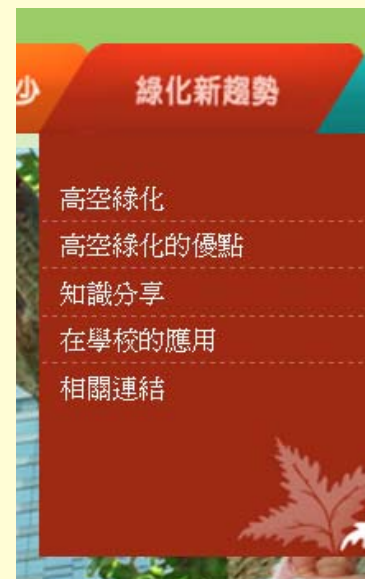 少
綠化新趨勢
高空綠化
高空綠化的優點
知識分享
在學校的應用
相關連結